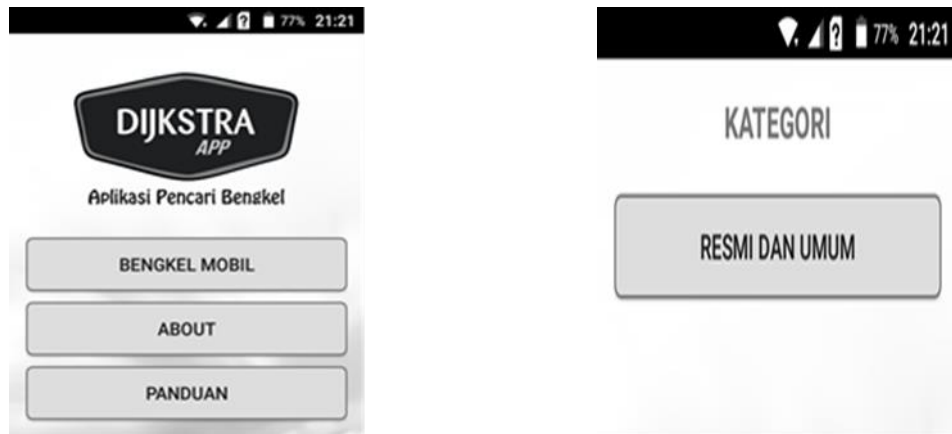 77% 21:21
DIJKSTRA
APP
Aplikasi Pencari Bengkel
BENGKEL MOBIL
ABOUT
PANDUAN
77% 21:21
KATEGORI
RESMI DAN UMUM